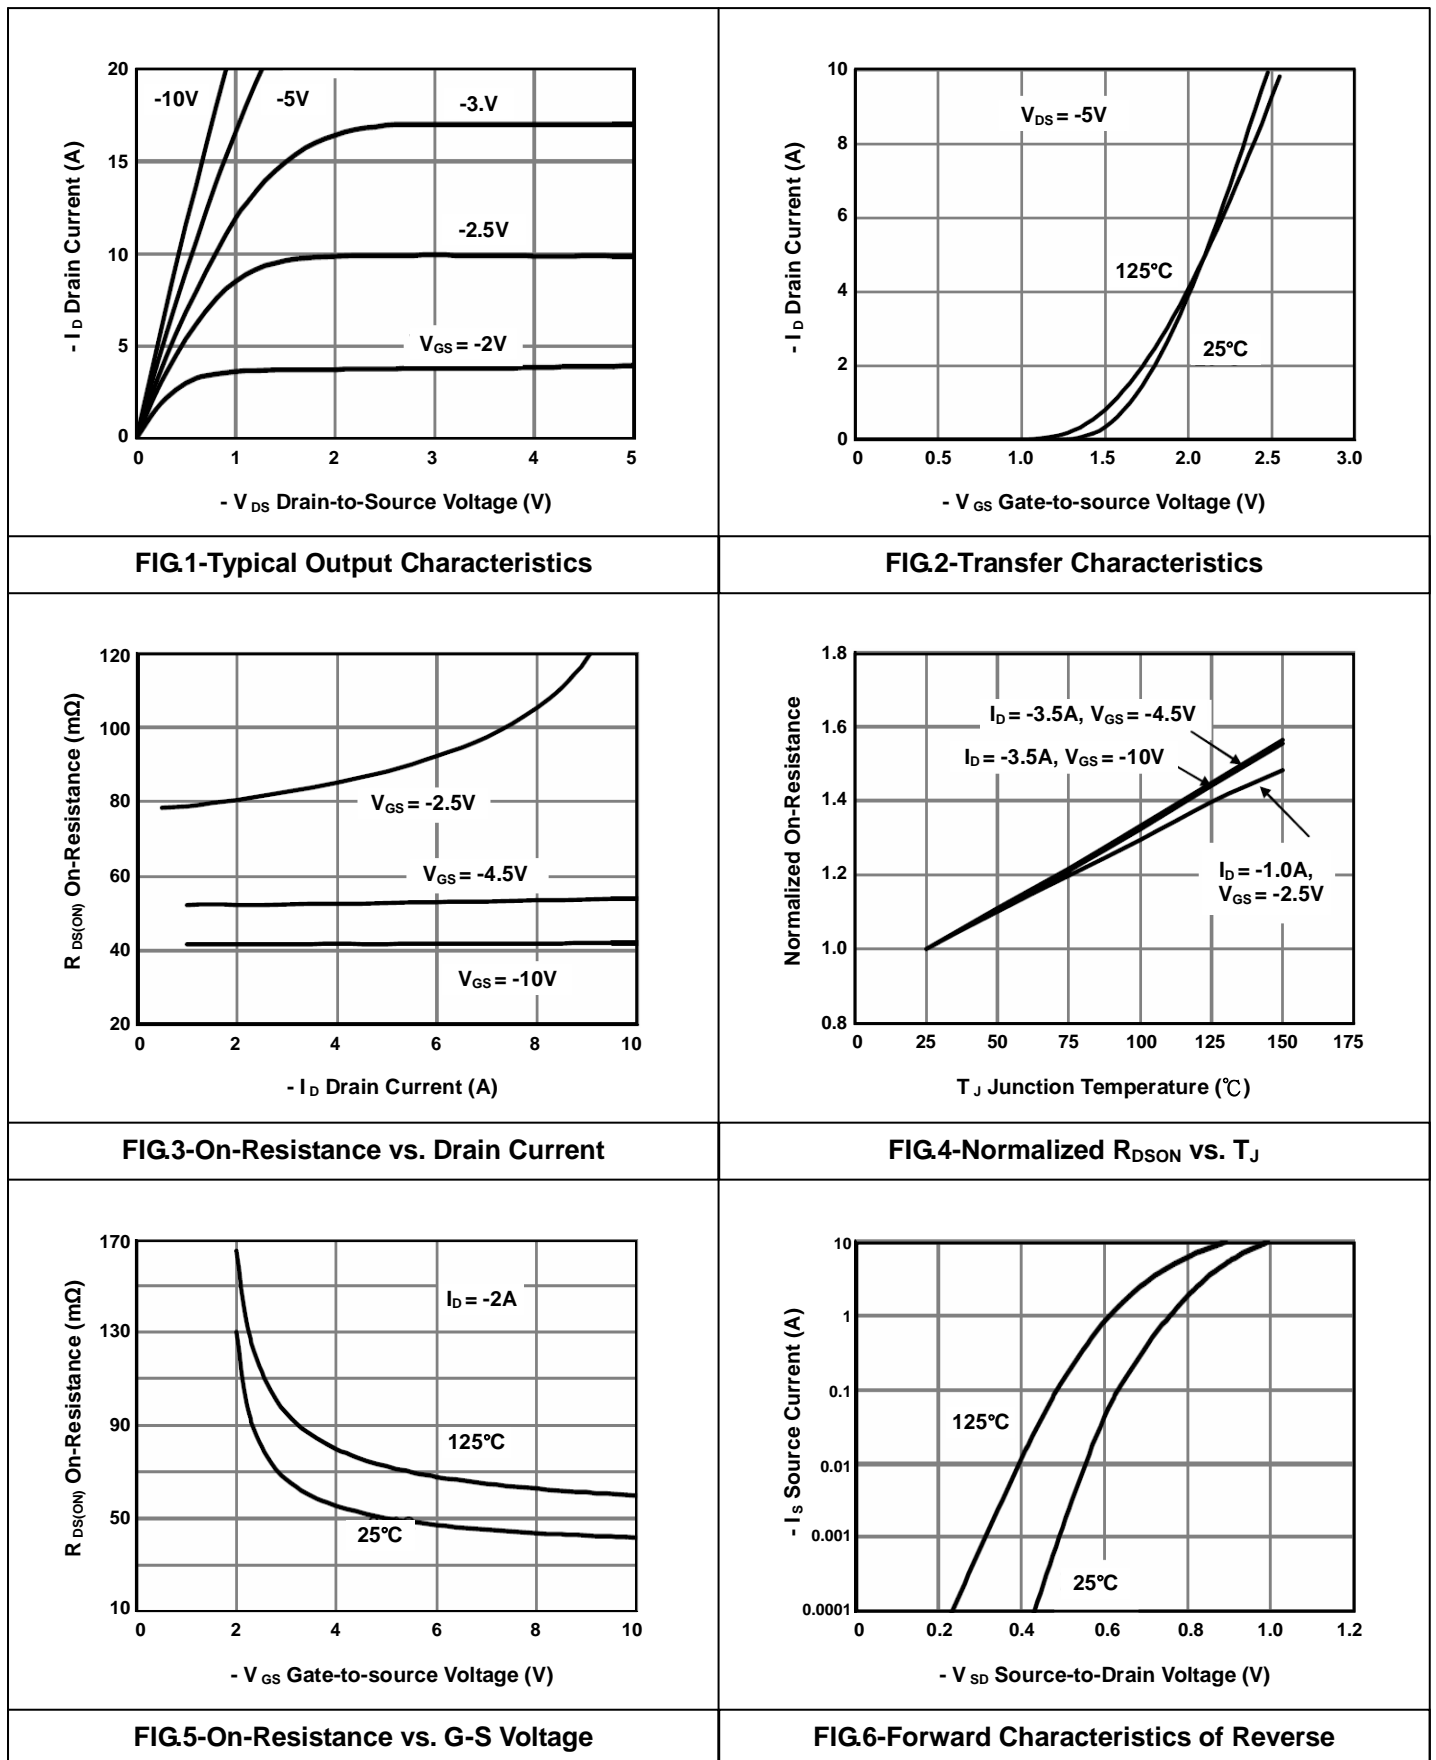 20
15
10
5
0
0 1 2 3 4 5
-10V
-5V
-3.V
-2.5V
VGS = -2V
- I D Drain Current (A)
- V DS Drain-to-Source Voltage (V)
FIG.1-Typical Output Characteristics
10
8
6
4
2
0
0 0.5 1.0 1.5 2.0 2.5 3.0
VDS = -5V
125°C
25°C
- I D Drain Current (A)
- V GS Gate-to-source Voltage (V)
FIG.2-Transfer Characteristics
120
100
80
60
40
20
0 2 4 6 8 10
VGS = -2.5V
VGS = -4.5V
VGS = -10V
R DS(ON) On-Resistance (mΩ)
- I D Drain Current (A)
FIG.3-On-Resistance vs. Drain Current
1.8
1.6
1.4
1.2
1.0
0.8
0 25 50 75 100 125 150 175
ID = -3.5A, VGS = -4.5V
ID = -3.5A, VGS = -10V
ID = -1.0A,
VGS = -2.5V
Normalized On-Resistance
T J Junction Temperature (℃)
FIG.4-Normalized RDSON vs. TJ
170
130
90
50
10
0 2 4 6 8 10
ID = -2A
125°C
25°C
R DS(ON) On-Resistance (mΩ)
- V GS Gate-to-source Voltage (V)
FIG.5-On-Resistance vs. G-S Voltage
10
1
0.1
0.01
0.001
0.0001
0 0.2 0.4 0.6 0.8 1.0 1.2
125°C
25°C
- I S Source Current (A)
- V SD Source-to-Drain Voltage (V)
FIG.6-Forward Characteristics of Reverse